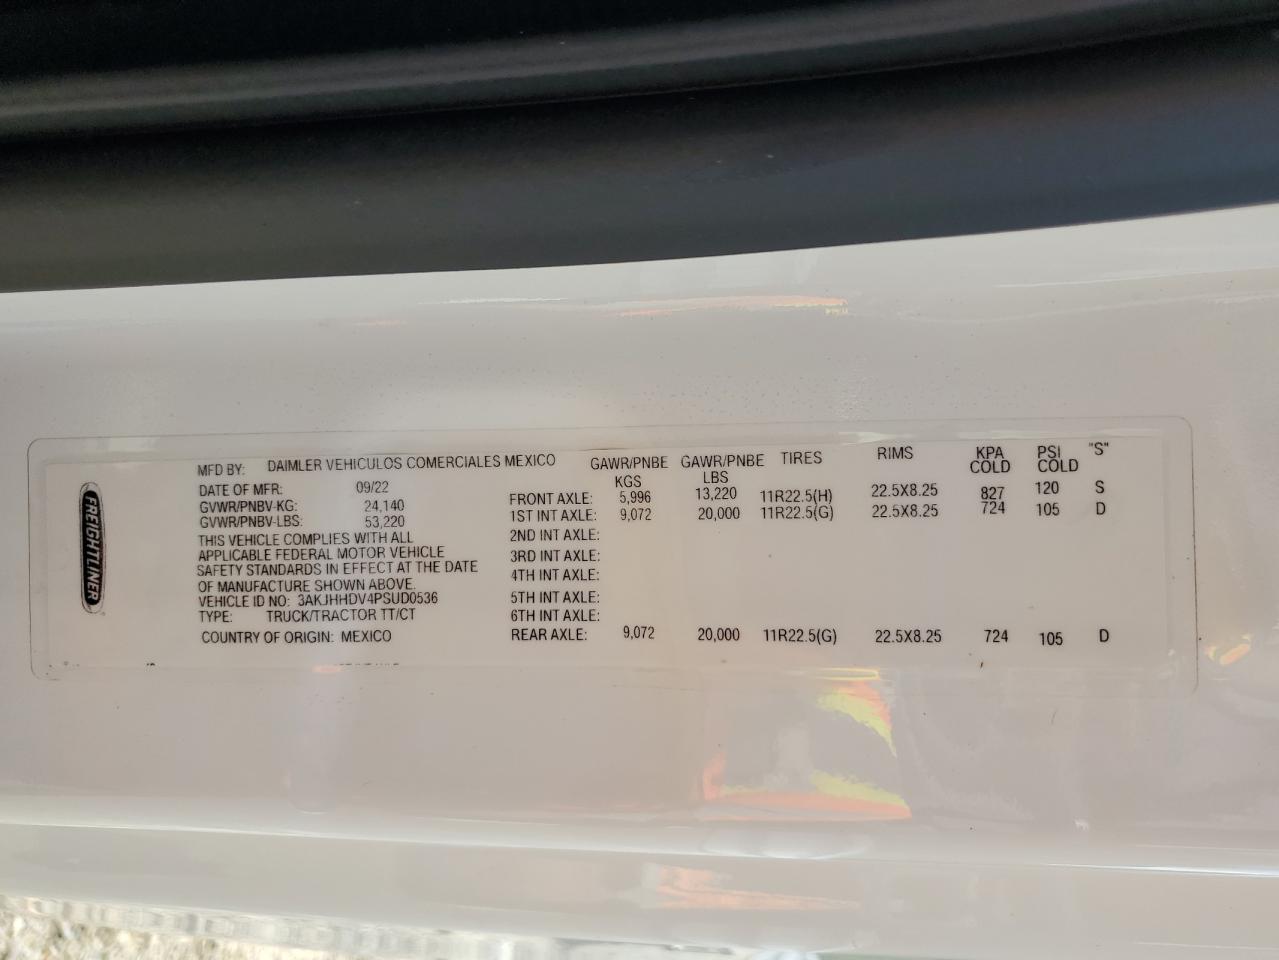 FREIGHTLINER
MFD BY: DAIMLER VEHICULOS COMERCIALES MEXICO
DATE OF MFR: 09/22
GVWR/PNBV-KG: 24,140
GVWR/PNBV-LBS: 53,220
THIS VEHICLE COMPLIES WITH ALL
APPLICABLE FEDERAL MOTOR VEHICLE
SAFETY STANDARDS IN EFFECT AT THE DATE
OF MANUFACTURE SHOWN ABOVE.
VEHICLE ID NO: 3AKJHHDV4PSUD0536
TYPE: TRUCK/TRACTOR TT/CT
COUNTRY OF ORIGIN: MEXICO
GAWR/PNBE GAWR/PNBE TIRES RIMS KPA PSI "S"
KGS LBS COLD COLD
FRONT AXLE: 5,996 13,220 11R22.5(H) 22.5X8.25 827 120 S
1ST INT AXLE: 9,072 20,000 11R22.5(G) 22.5X8.25 724 105 D
2ND INT AXLE:
3RD INT AXLE:
4TH INT AXLE:
5TH INT AXLE:
6TH INT AXLE:
REAR AXLE: 9,072 20,000 11R22.5(G) 22.5X8.25 724 105 D